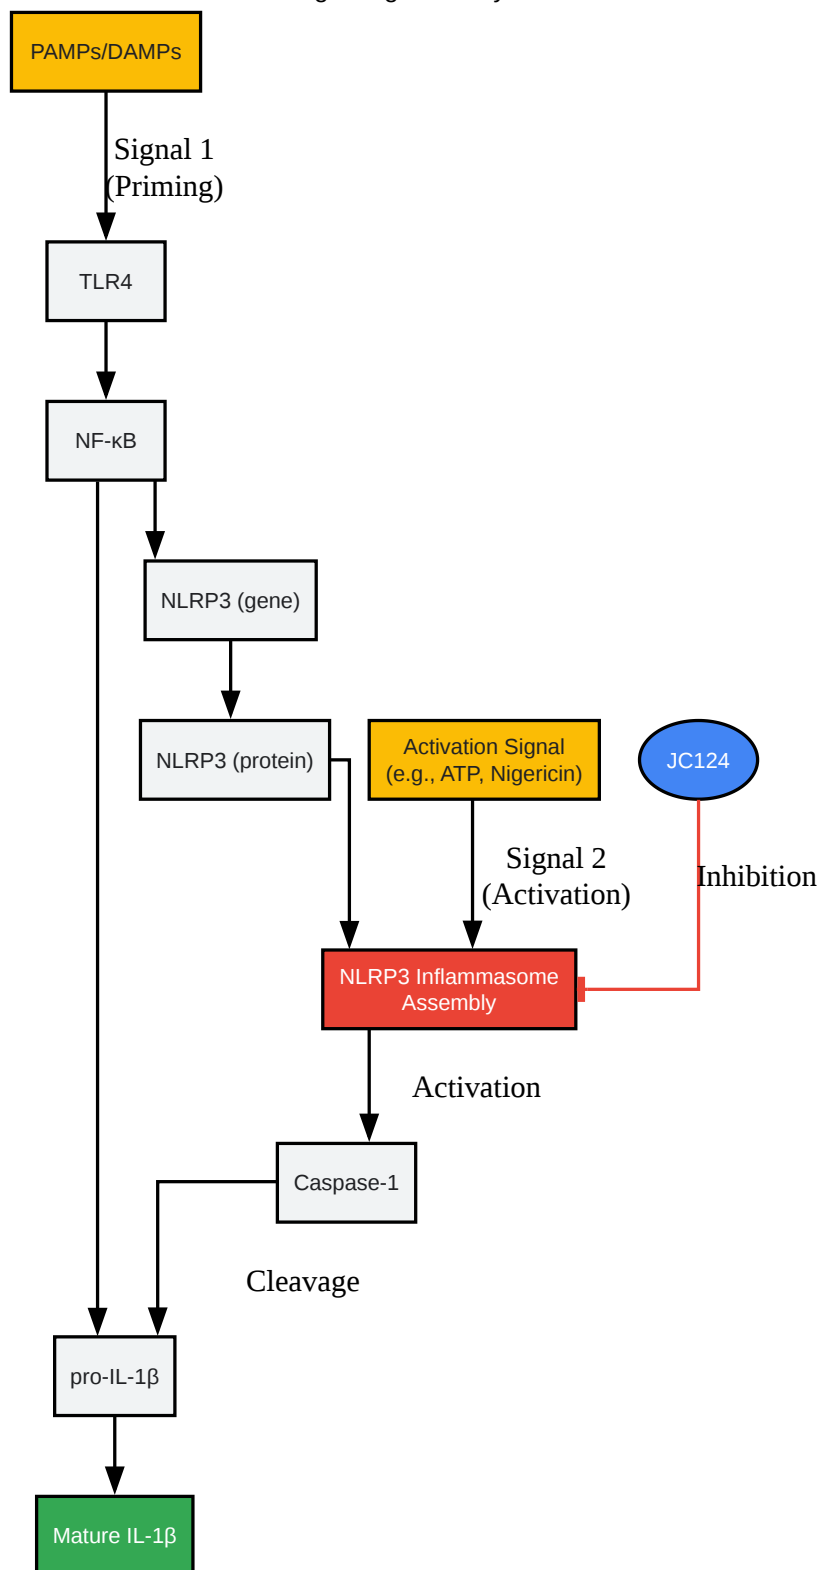 PAMPs/DAMPs
Signal 1
(Priming)
TLR4
NF-κB
NLRP3 (gene)
NLRP3 (protein)
Activation Signal
(e.g., ATP, Nigericin)
JC124
Signal 2
(Activation)
Inhibition
NLRP3 Inflammasome
Assembly
Activation
Caspase-1
Cleavage
pro-IL-1β
Mature IL-1β